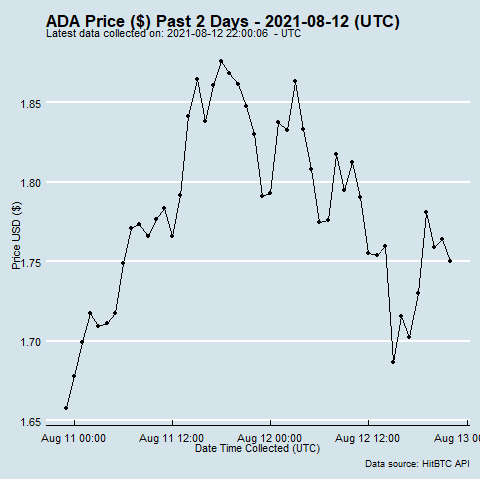 ADA Price ($) Past 2 Days - 2021-08-12 (UTC)
Latest data collected on: 2021-08-12 22:00:06 - UTC
1.85
1.80
1.75
1.70
1.65
Price USD ($)
Aug 11 00:00
Aug 11 12:00
Aug 12 00:00
Aug 12 12:00
Aug 13 0
Date Time Collected (UTC)
Data source: HitBTC API